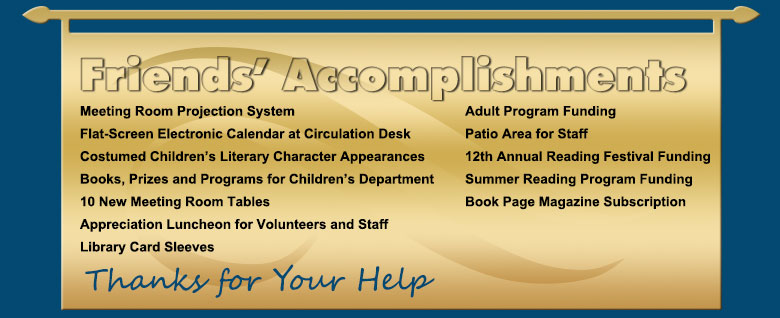 Friends’ Accomplishments
Meeting Room Projection System
Flat-Screen Electronic Calendar at Circulation Desk
Costumed Children’s Literary Character Appearances
Books, Prizes and Programs for Children’s Department
10 New Meeting Room Tables
Appreciation Luncheon for Volunteers and Staff
Library Card Sleeves
Adult Program Funding
Patio Area for Staff
12th Annual Reading Festival Funding
Summer Reading Program Funding
Book Page Magazine Subscription
Thanks for Your Help